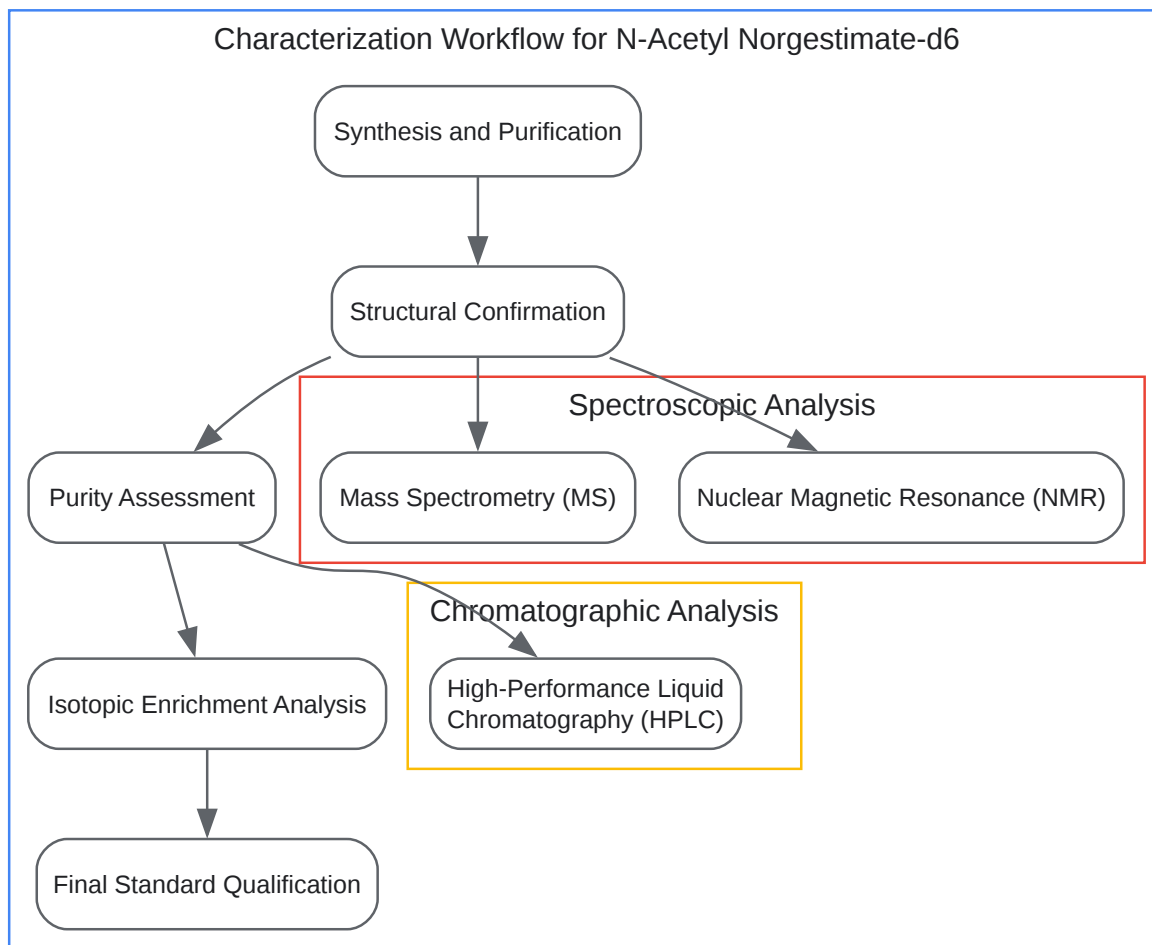 Characterization Workflow for N-Acetyl Norgestimate-d6
Synthesis and Purification
Structural Confirmation
Spectroscopic Analysis
Purity Assessment
Mass Spectrometry (MS)
Nuclear Magnetic Resonance (NMR)
Chromatographic Analysis
Isotopic Enrichment Analysis
High-Performance Liquid
Chromatography (HPLC)
Final Standard Qualification